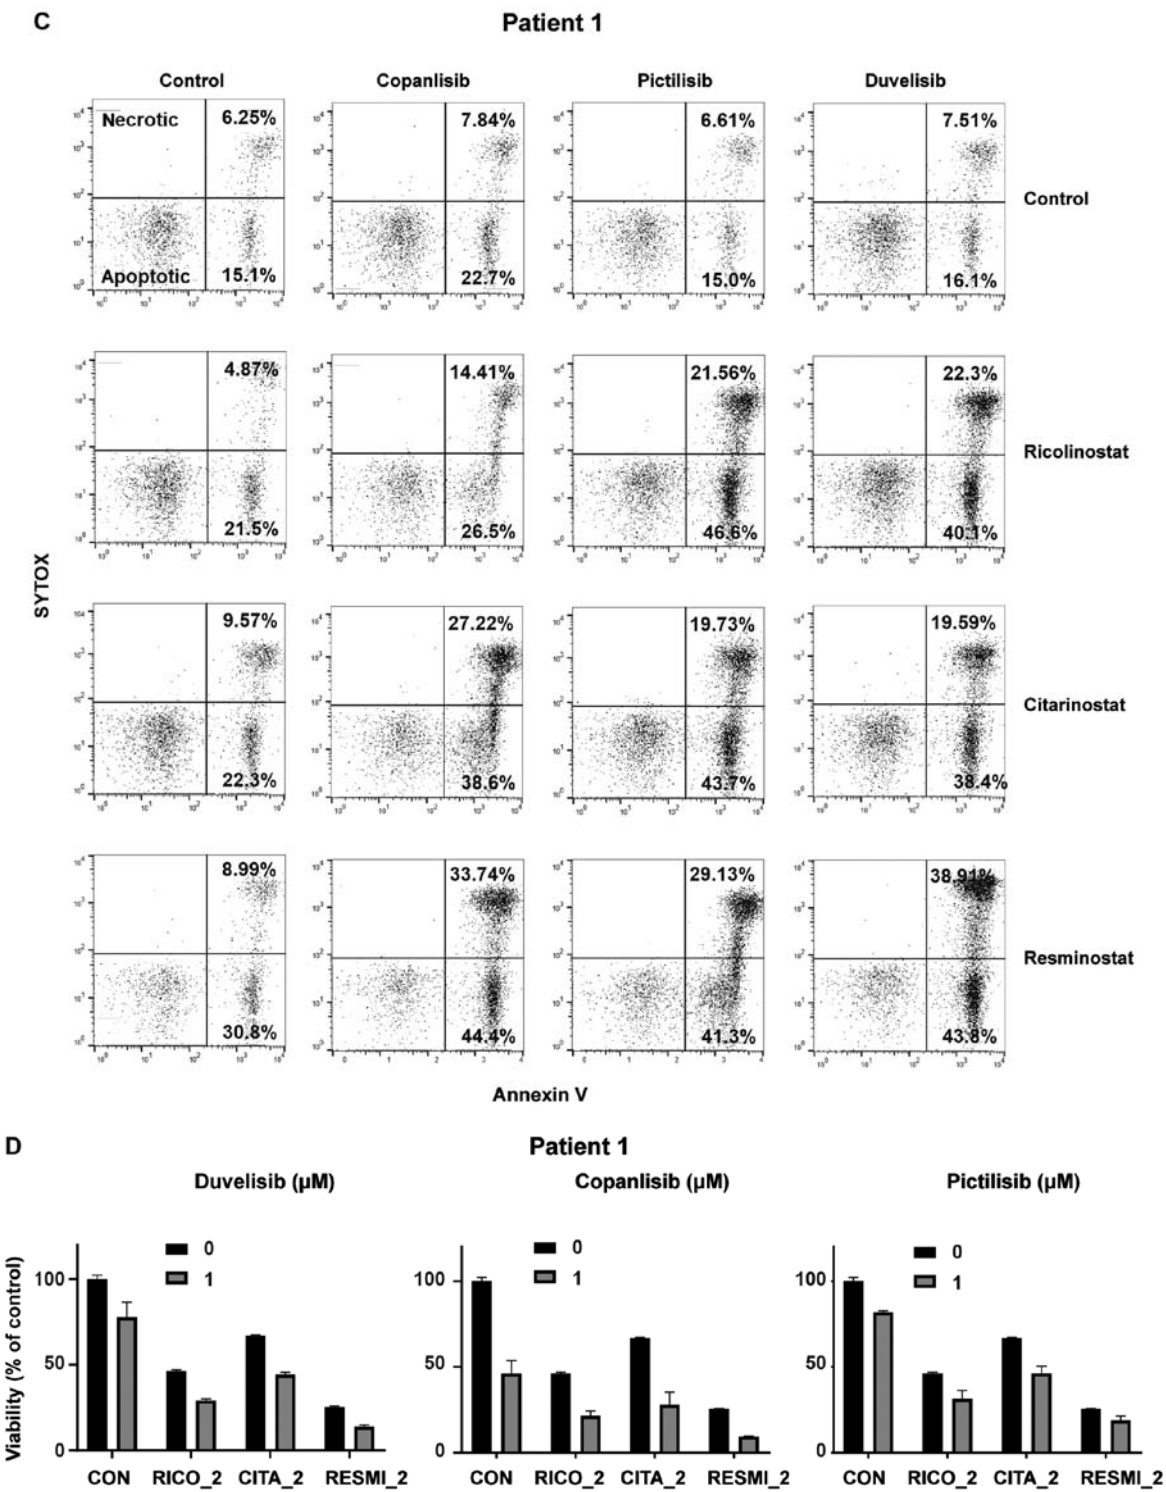 C
Patient 1
Control Copanlisib Pictilisib Duvelisib
Necrotic 6.25% 7.84% 6.61% 7.51%
Control
Apoptotic 15.1% 22.7% 15.0% 16.1%
4.87% 14.41% 21.56% 22.3%
Ricolinostat
21.5% 26.5% 46.6% 40.1%
SYTOX
9.57% 27.22% 19.73% 19.59%
Citarinostat
22.3% 38.6% 43.7% 38.4%
8.99% 33.74% 29.13% 38.91%
Resminostat
30.8% 44.4% 41.3% 43.8%
Annexin V
D
Patient 1
Duvelisib (µM) Copanlisib (µM) Pictilisib (µM)
Viability (% of control)
0 0 0
1 1 1
100 100 100
50 50 50
0 0 0
CON RICO_2 CITA_2 RESMI_2 CON RICO_2 CITA_2 RESMI_2 CON RICO_2 CITA_2 RESMI_2